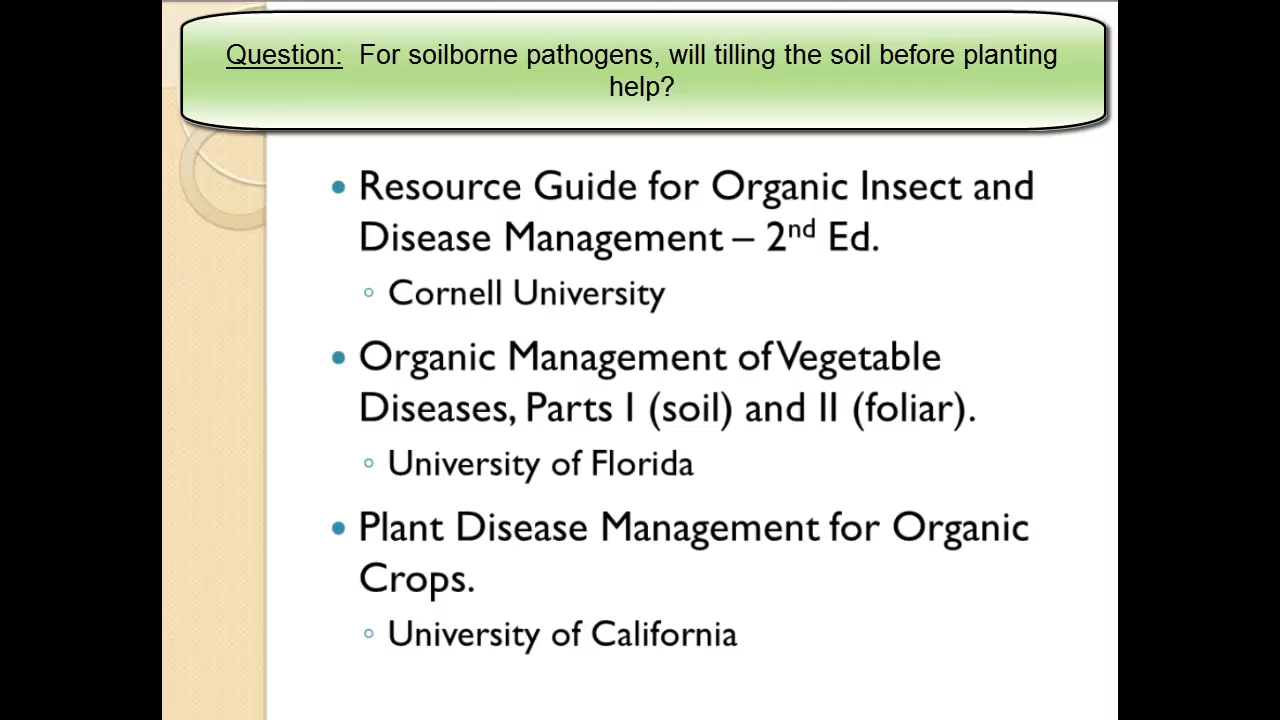 Question:  For soilborne pathogens, will tilling the soil before planting
help?
• Resource Guide for Organic Insect and
Disease Management – 2nd Ed.
◦ Cornell University
• Organic Management of Vegetable
Diseases, Parts I (soil) and II (foliar).
◦ University of Florida
• Plant Disease Management for Organic
Crops.
◦ University of California